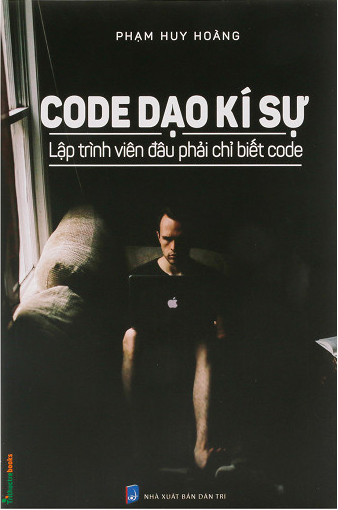 PHẠM HUY HOÀNG
CODE DẠO KÍ SỰ
Lập trình viên đâu phải chỉ biết code
NHÀ XUẤT BẢN DÂN TRÍ